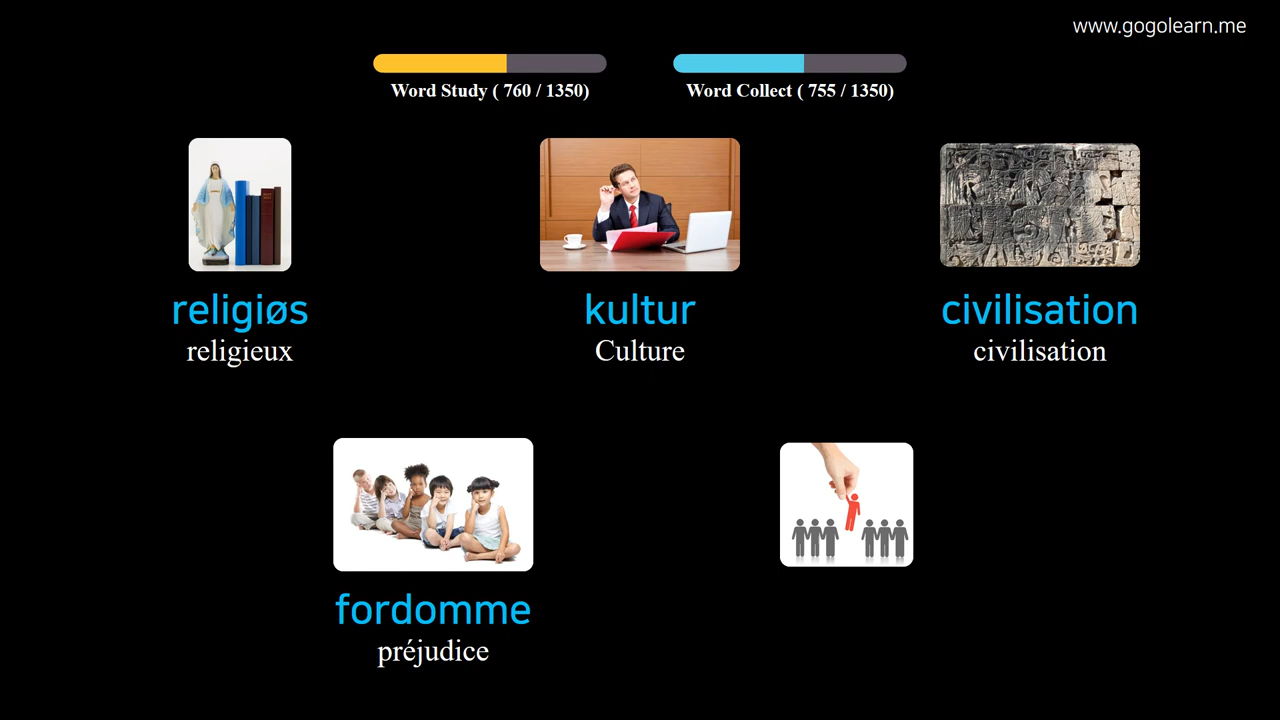 www.gogolearn.me
Word Study ( 760 / 1350)
Word Collect ( 755 / 1350)
religiøs
religieux
kultur
Culture
civilisation
civilisation
fordomme
préjudice